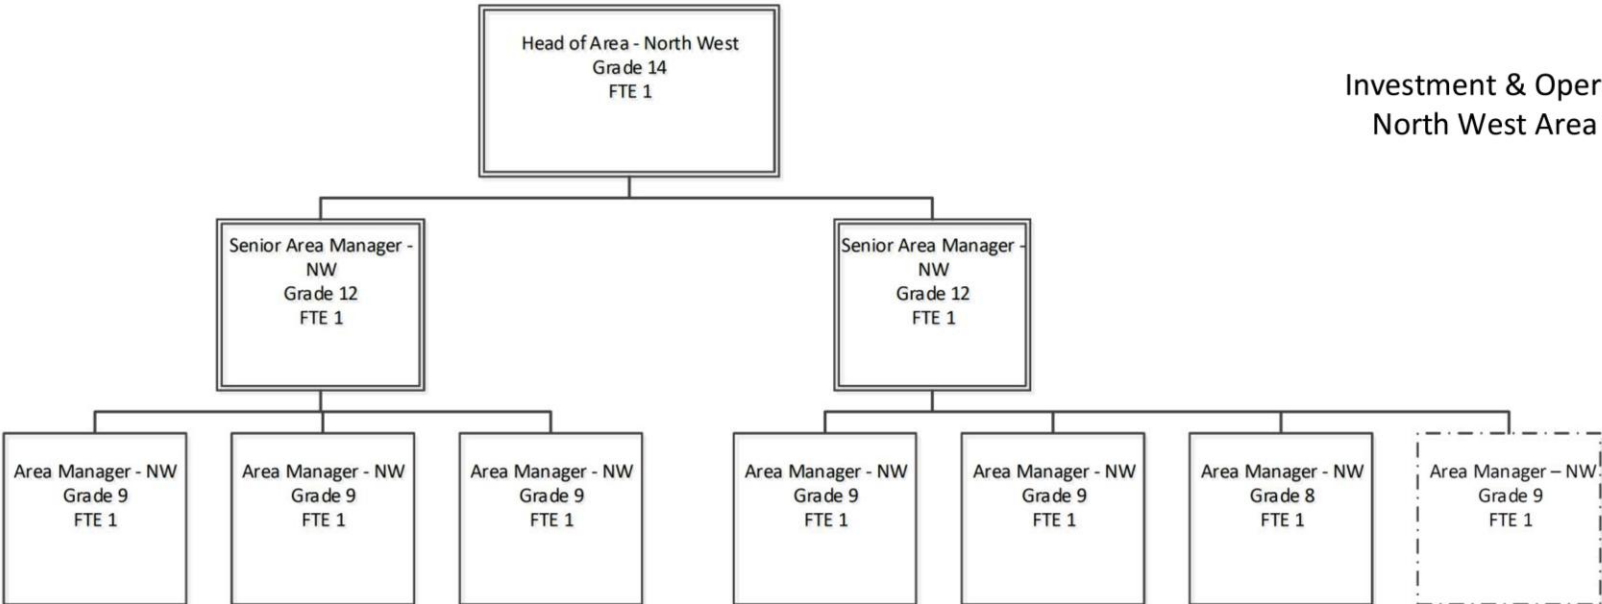 Head of Area - North West
Grade 14
FTE 1
Investment & Oper
North West Area
Senior Area Manager -
NW
Grade 12
FTE 1
Senior Area Manager -
NW
Grade 12
FTE 1
Area Manager - NW
Grade 9
FTE 1
Area Manager - NW
Grade 9
FTE 1
Area Manager - NW
Grade 9
FTE 1
Area Manager - NW
Grade 9
FTE 1
Area Manager - NW
Grade 9
FTE 1
Area Manager - NW
Grade 8
FTE 1
Area Manager – NW
Grade 9
FTE 1